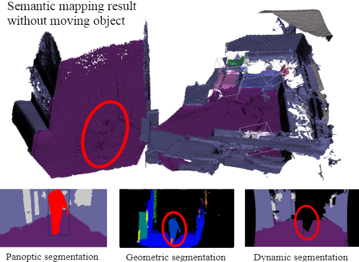 Semantic mapping result
without moving object
Panoptic segmentation
Geometric segmentation
Dynamic segmentation